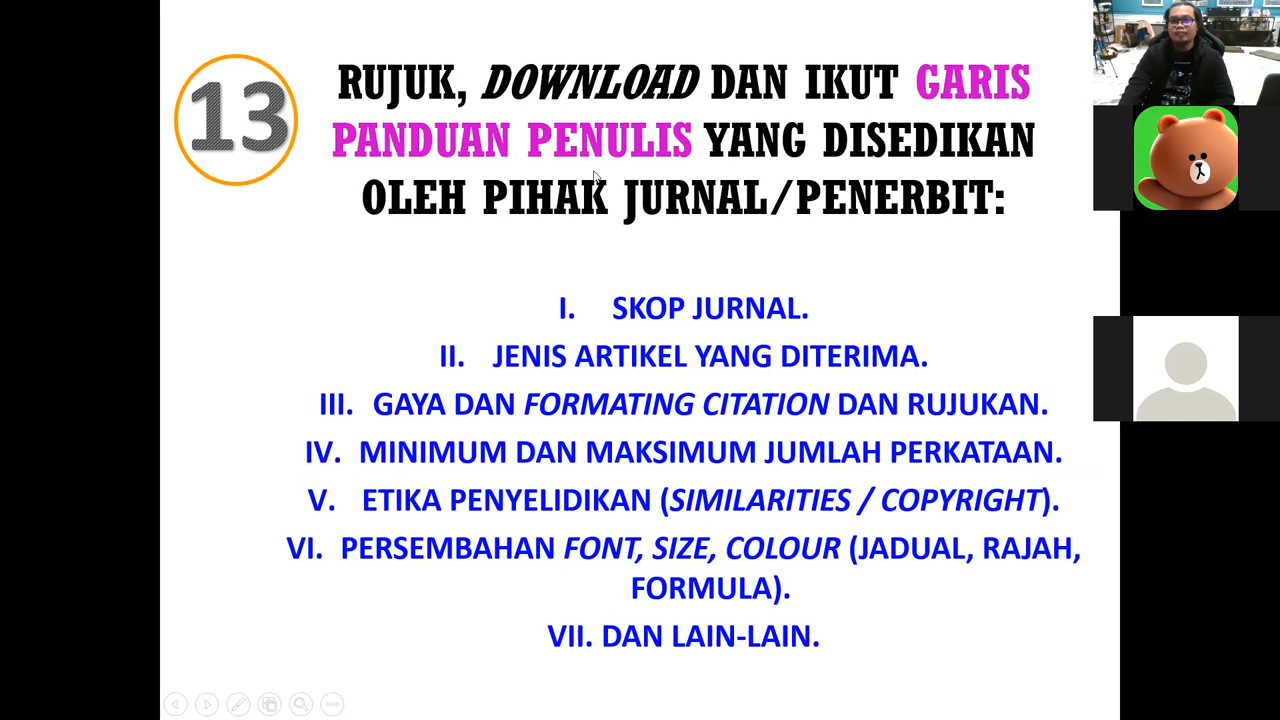 13
RUJUK, DOWNLOAD DAN IKUT GARIS
PANDUAN PENULIS YANG DISEDIKAN
OLEH PIHAK JURNAL/PENERBIT:
I. SKOP JURNAL.
II. JENIS ARTIKEL YANG DITERIMA.
III. GAYA DAN FORMATING CITATION DAN RUJUKAN.
IV. MINIMUM DAN MAKSIMUM JUMLAH PERKATAAN.
V. ETIKA PENYELIDIKAN (SIMILARITIES / COPYRIGHT).
VI. PERSEMBAHAN FONT, SIZE, COLOUR (JADUAL, RAJAH,
FORMULA).
VII. DAN LAIN-LAIN.